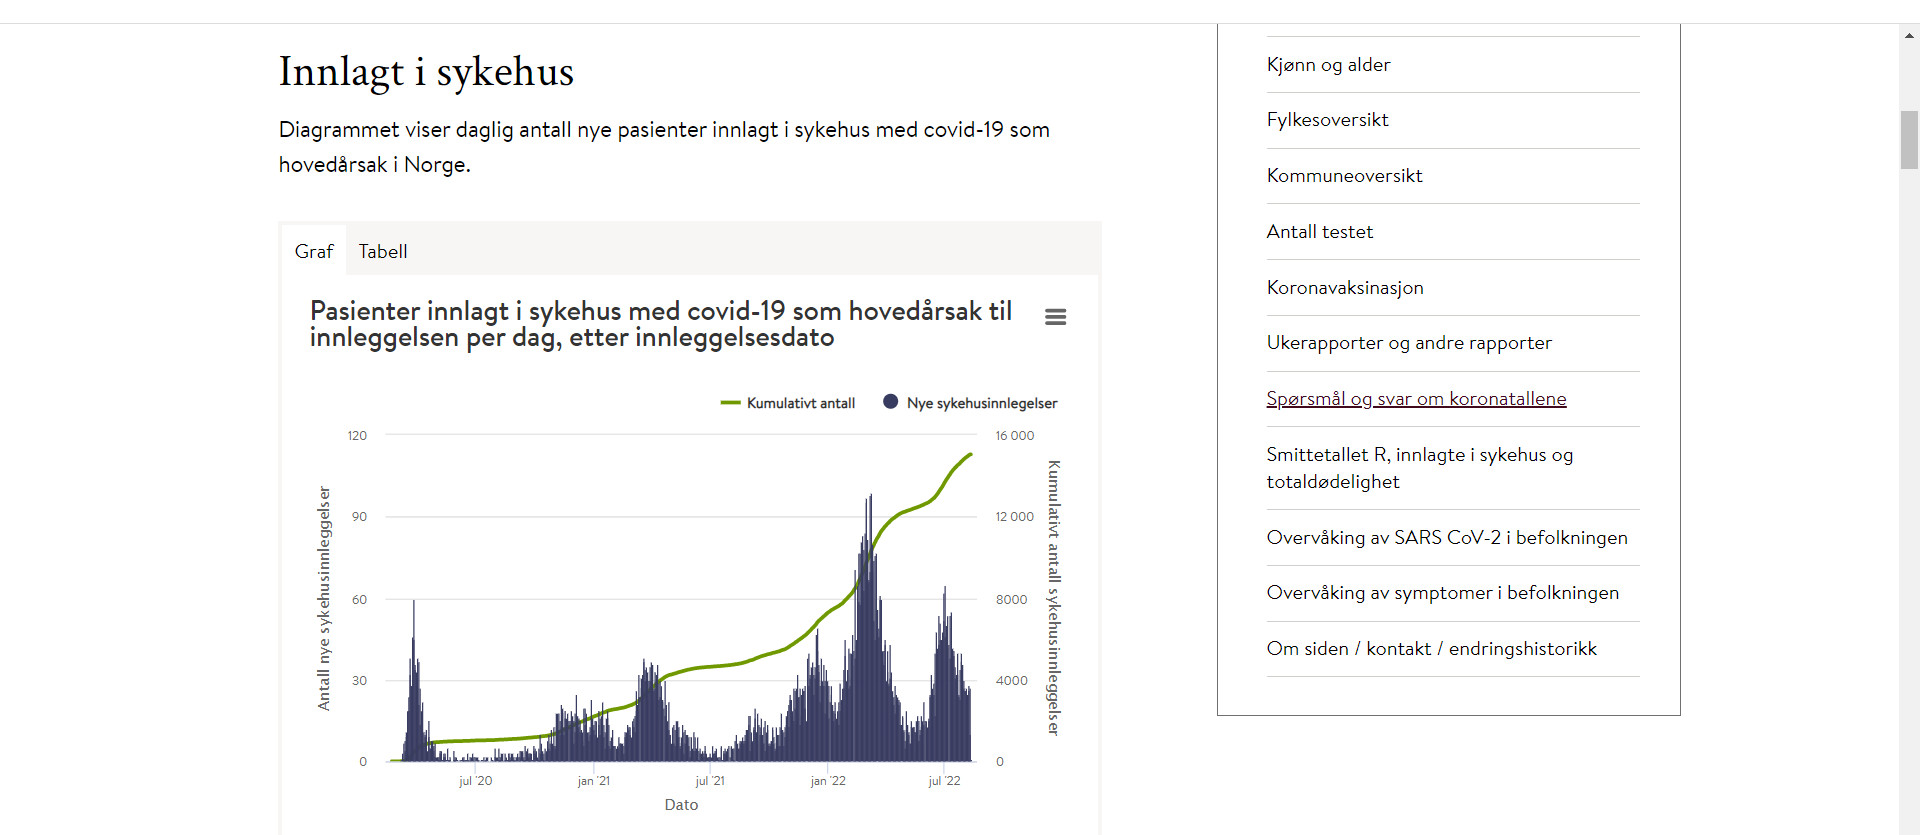 Innlagt i sykehus
Diagrammet viser daglig antall nye pasienter innlagt i sykehus med covid-19 som
hovedårsak i Norge.
Graf Tabell
Pasienter innlagt i sykehus med covid-19 som hovedårsak til
innleggelsen per dag, etter innleggelsesdato
Kumulativt antall Nye sykehusinnlegelser
Antall nye sykehusinnleggelser
120
90
60
30
0
16 000
12 000
8000
4000
0
Kumulativt antall sykehusinnleggelser
jul '20 jan '21 jul '21 jan '22 jul '22
Dato
Kjønn og alder
Fylkesoversikt
Kommuneoversikt
Antall testet
Koronavaksinasjon
Ukerapporter og andre rapporter
Spørsmål og svar om koronatallene
Smittetallet R, innlagte i sykehus og
totaldødelighet
Overvåking av SARS CoV-2 i befolkningen
Overvåking av symptomer i befolkningen
Om siden / kontakt / endringshistorikk